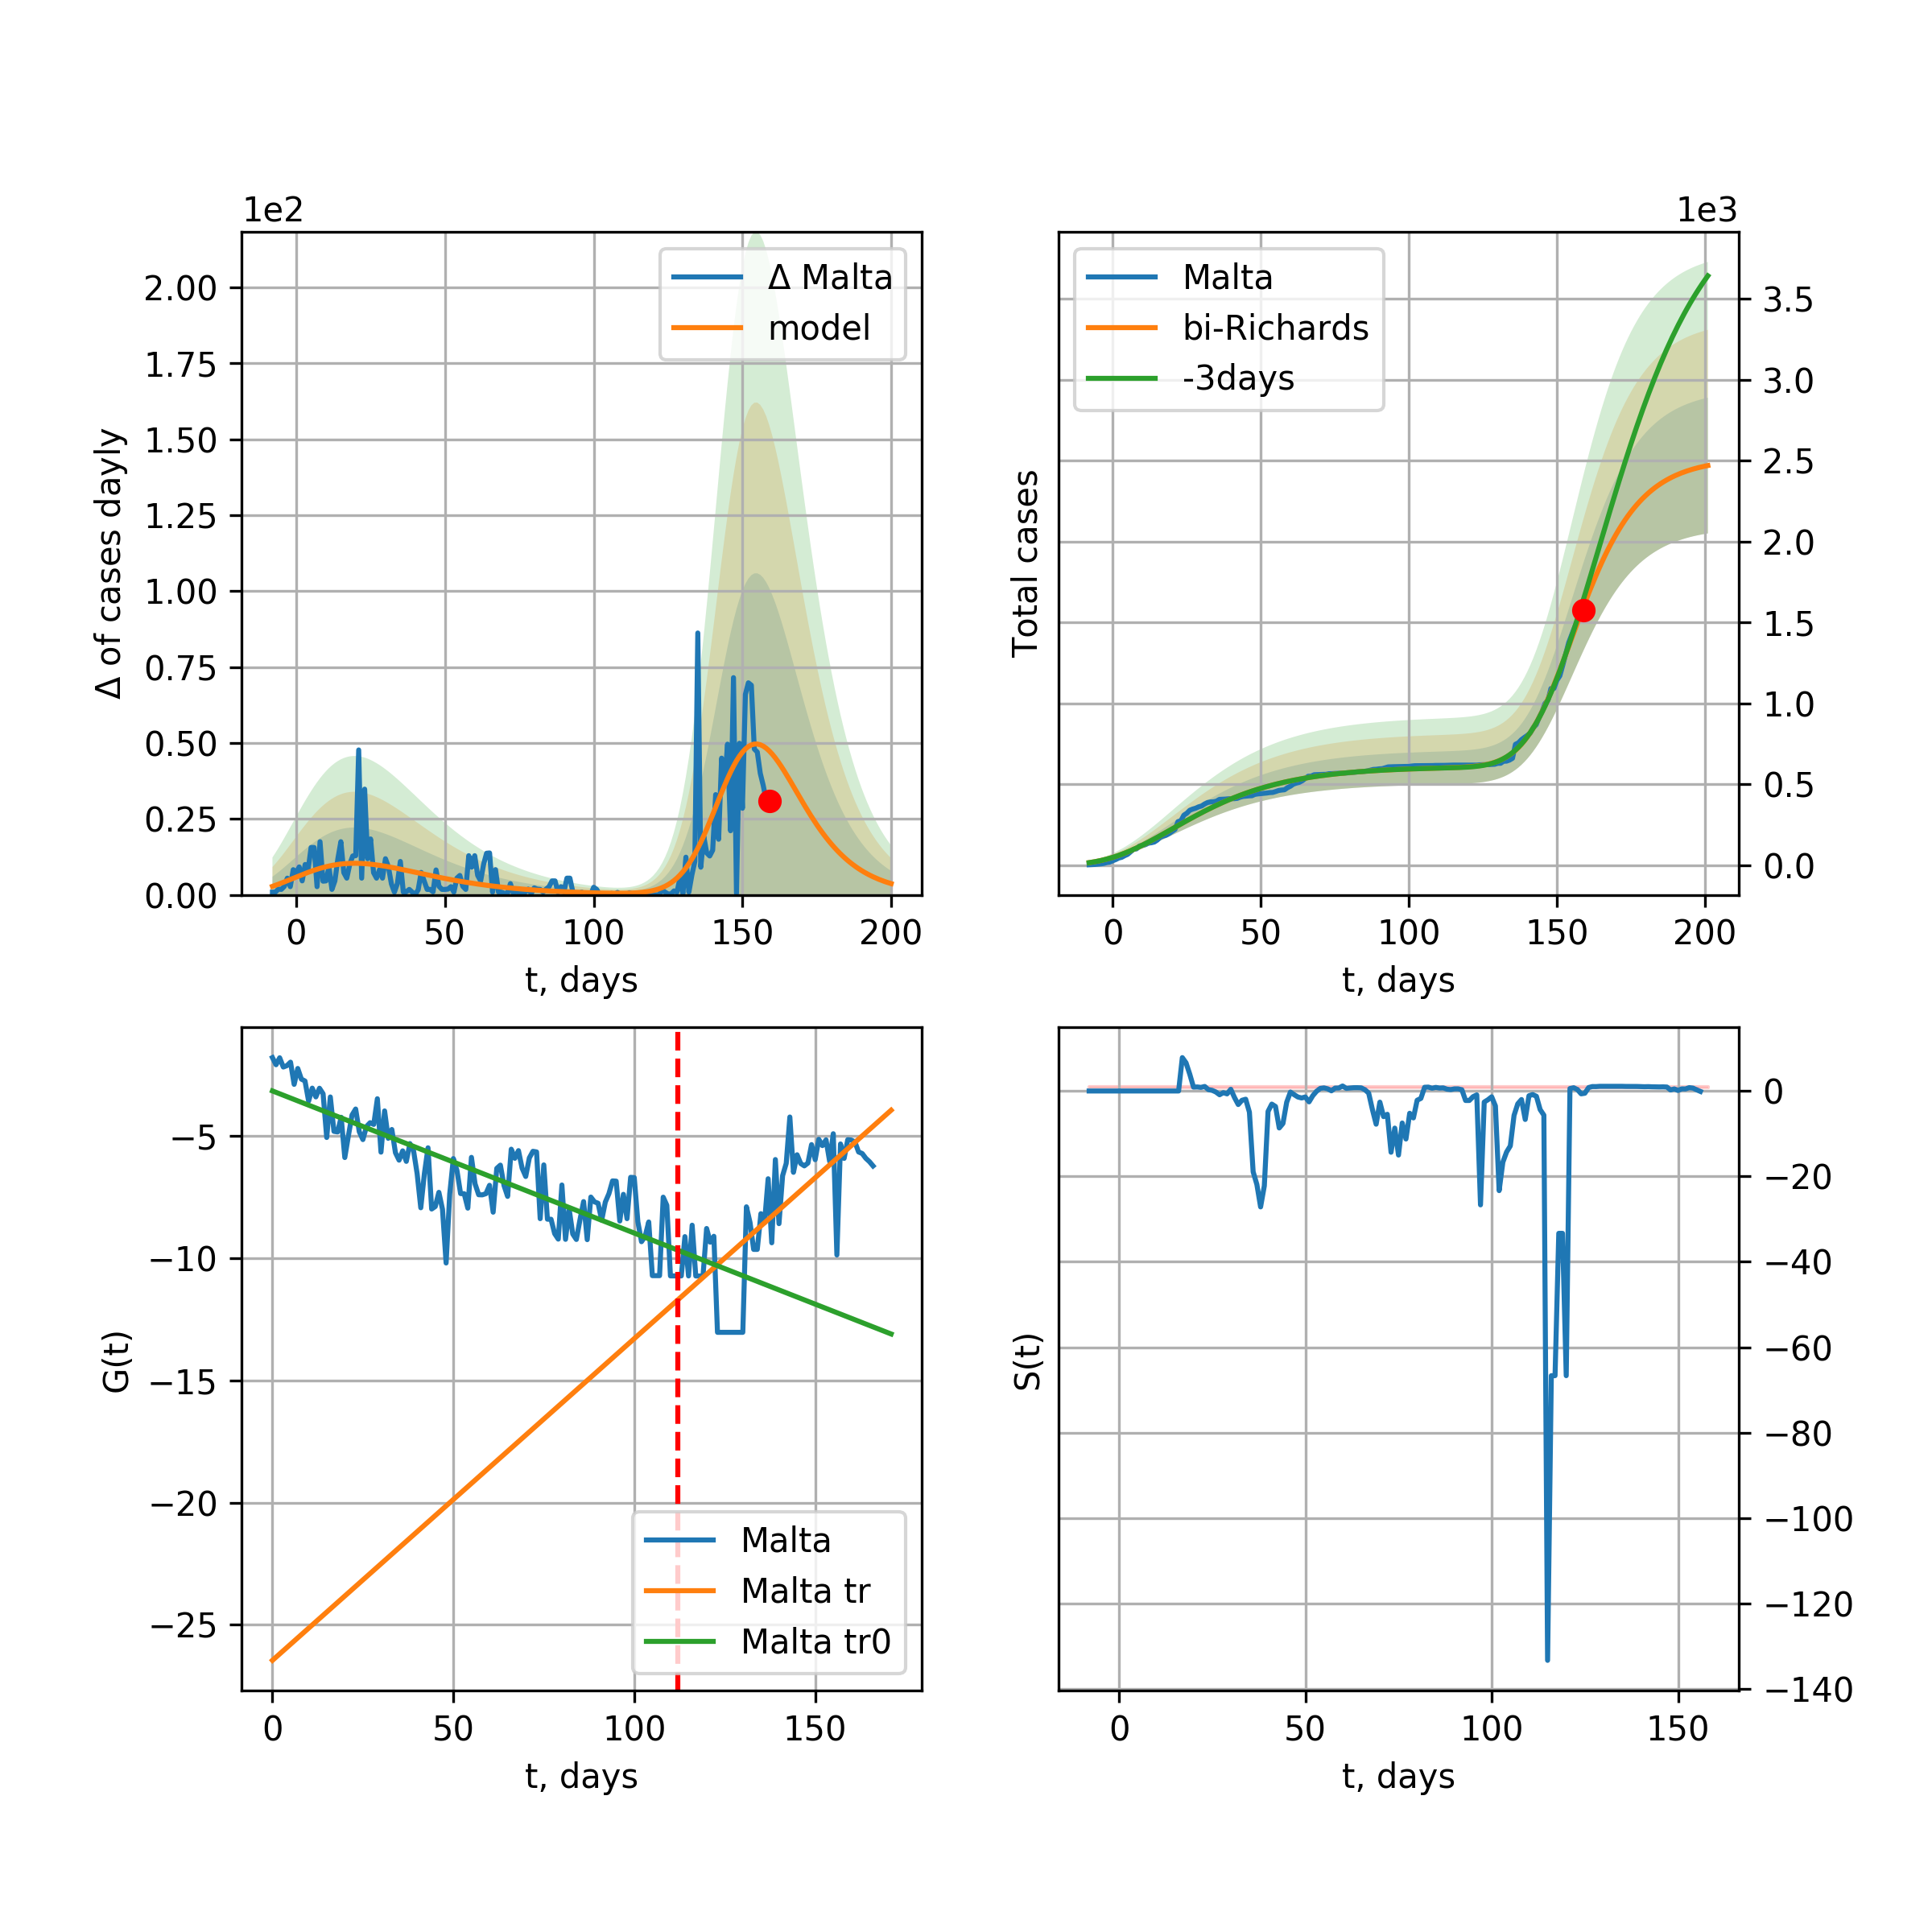 1e2
2.00
1.75
1.50
1.25
1.00
0.75
0.50
0.25
0.00
Δ of cases dayly
0 50 100 150 200
t, days
Δ Malta
model
1e3
3.5
3.0
2.5
2.0
1.5
1.0
0.5
0.0
Total cases
0 50 100 150 200
t, days
Malta
bi-Richards
-3days
−5
−10
−15
−20
−25
G(t)
0 50 100 150
t, days
Malta
Malta tr
Malta tr0
0
−20
−40
−60
−80
−100
−120
−140
S(t)
0 50 100 150
t, days